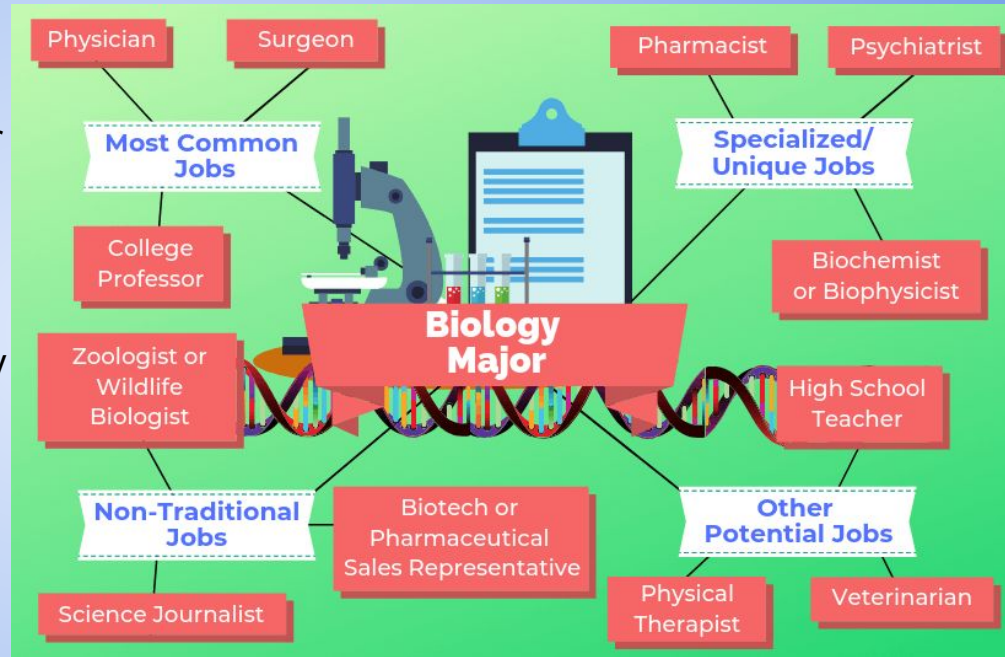 Physician
Surgeon
Most Common
Jobs
College
Professor
Pharmacist
Psychiatrist
Specialized/
Unique Jobs
Biochemist
or Biophysicist
Biology
Major
Zoologist or
Wildlife
Biologist
Non-Traditional
Jobs
Biotech or
Pharmaceutical
Sales Representative
Science Journalist
High School
Teacher
Other
Potential Jobs
Physical
Therapist
Veterinarian